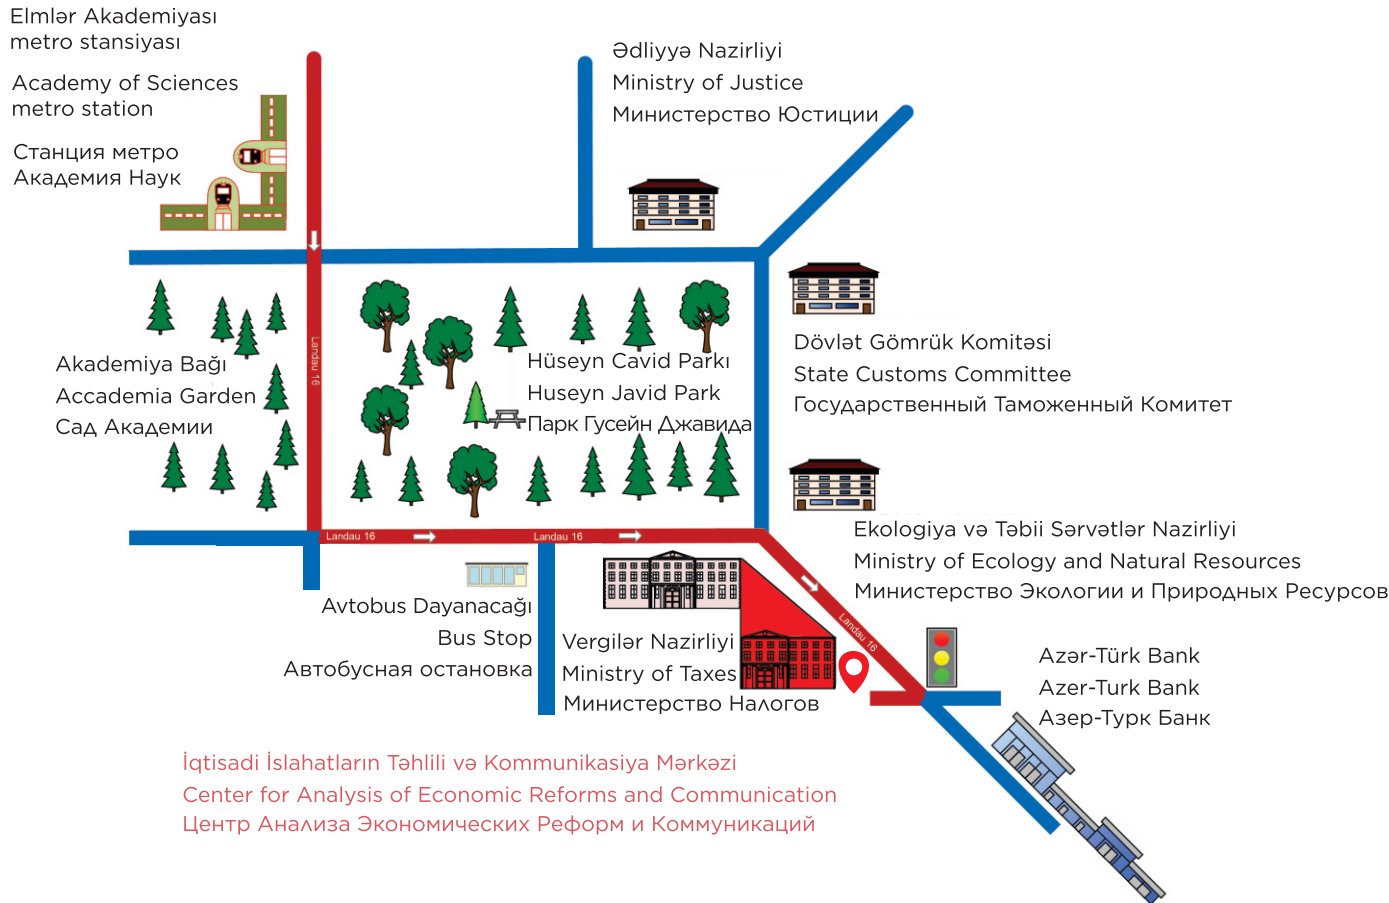 Elmlər Akademiyası
metro stansiyası
Academy of Sciences
metro station
Станция метро
Академия Наук
Ədliyyə Nazirliyi
Ministry of Justice
Министерство Юстиции
Landau 16
Akademiya Bağı
Accademia Garden
Сад Академии
Hüseyn Cavid Parkı
Huseyn Javid Park
Парк Гусейн Джавида
Dövlət Gömrük Komitəsi
State Customs Committee
Государственный Таможенный Комитет
Landau 16
Landau 16
Ekologiya və Təbii Sərvətlər Nazirliyi
Ministry of Ecology and Natural Resources
Министерство Экологии и Природных Ресурсов
Avtobus Dayanacağı
Bus Stop
Автобусная остановка
Vergilər Nazirliyi
Ministry of Taxes
Министерство Налогов
Landau 16
Azər-Türk Bank
Azer-Turk Bank
Азер-Турк Банк
İqtisadi İslahatların Təhlili və Kommunikasiya Mərkəzi
Center for Analysis of Economic Reforms and Communication
Центр Анализа Экономических Реформ и Коммуникаций